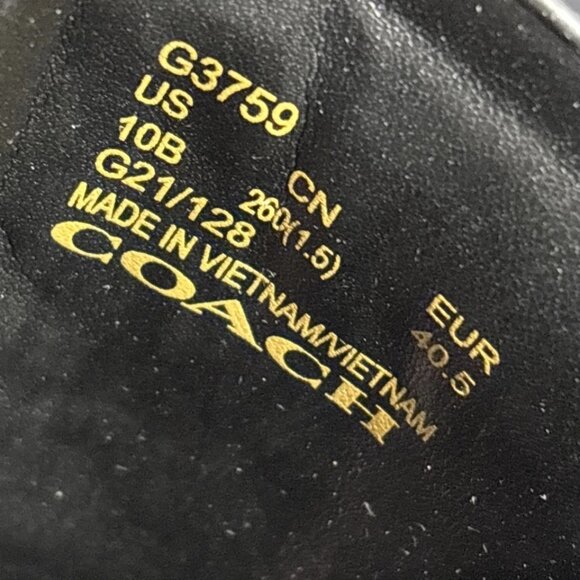 G3759
US CN EUR
10B 260(1.5) 40.5
G21/128
MADE IN VIETNAM/VIETNAM
COACH